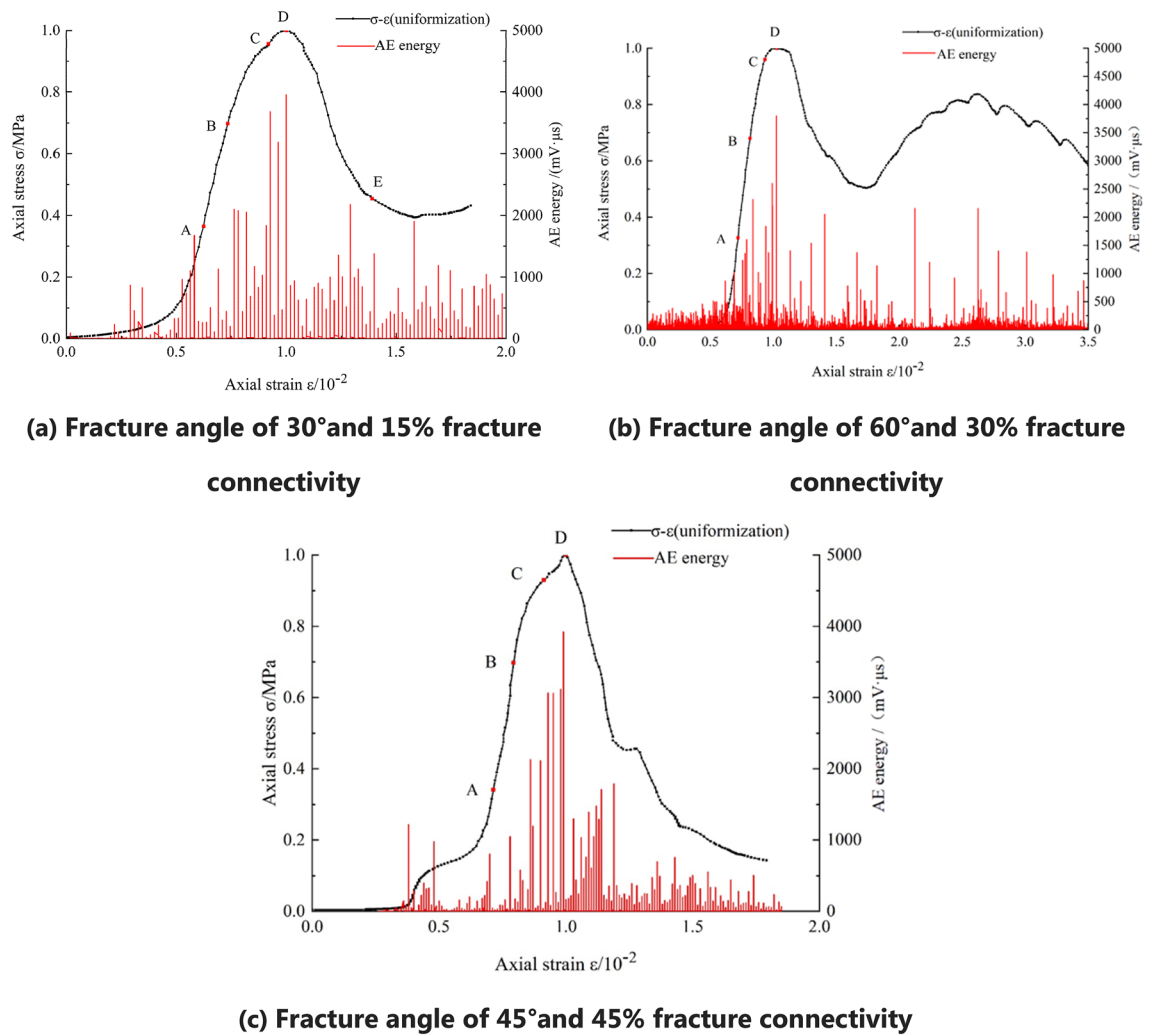 D
σ-ε(uniformization)
AE energy
C
B
A
E
1.0
0.8
0.6
0.4
0.2
0.0
Axial stress σ/MPa
5000
4000
3000
2000
1000
0
AE energy /(mV·μs)
0.0 0.5 1.0 1.5 2.0
Axial strain ε/10-2
(a) Fracture angle of 30°and 15% fracture
connectivity
D
σ-ε(uniformization)
AE energy
C
B
A
1.0
0.8
0.6
0.4
0.2
0.0
Axial stress σ/MPa
5000
4500
4000
3500
3000
2500
2000
1500
1000
500
0
AE energy /（mV·μs）
0.0 0.5 1.0 1.5 2.0 2.5 3.0 3.5
Axial strain ε/10-2
(b) Fracture angle of 60°and 30% fracture
connectivity
D
σ-ε(uniformization)
AE energy
C
B
A
1.0
0.8
0.6
0.4
0.2
0.0
Axial stress σ/MPa
5000
4000
3000
2000
1000
0
AE energy /（mV·μs）
0.0 0.5 1.0 1.5 2.0
Axial strain ε/10-2
(c) Fracture angle of 45°and 45% fracture connectivity